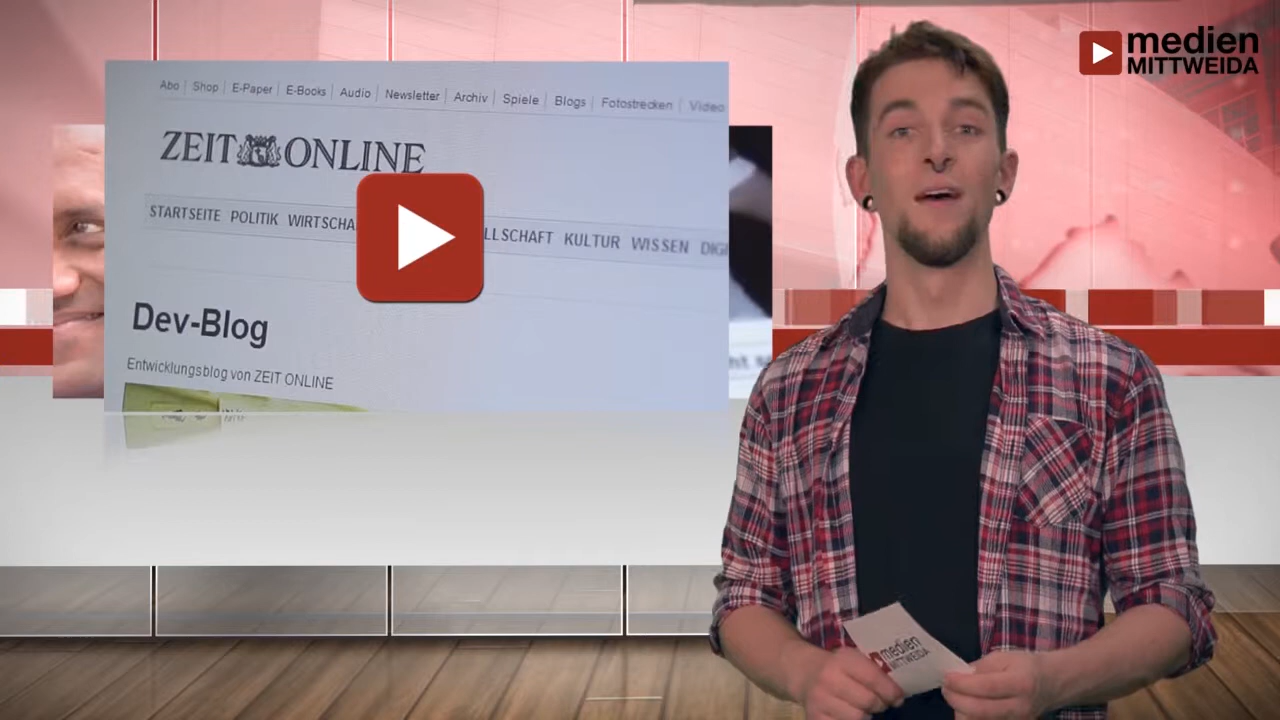 medien
MITTWEIDA
Abo Shop E-Paper E-Books Audio Newsletter Archiv Spiele Blogs Fotostrecken Video
ZEIT ONLINE
STARTSEITE POLITIK WIRTSCHA LLSCHAFT KULTUR WISSEN DIGI
Dev-Blog
Entwicklungsblog von ZEIT ONLINE
medien
MITTWEIDA